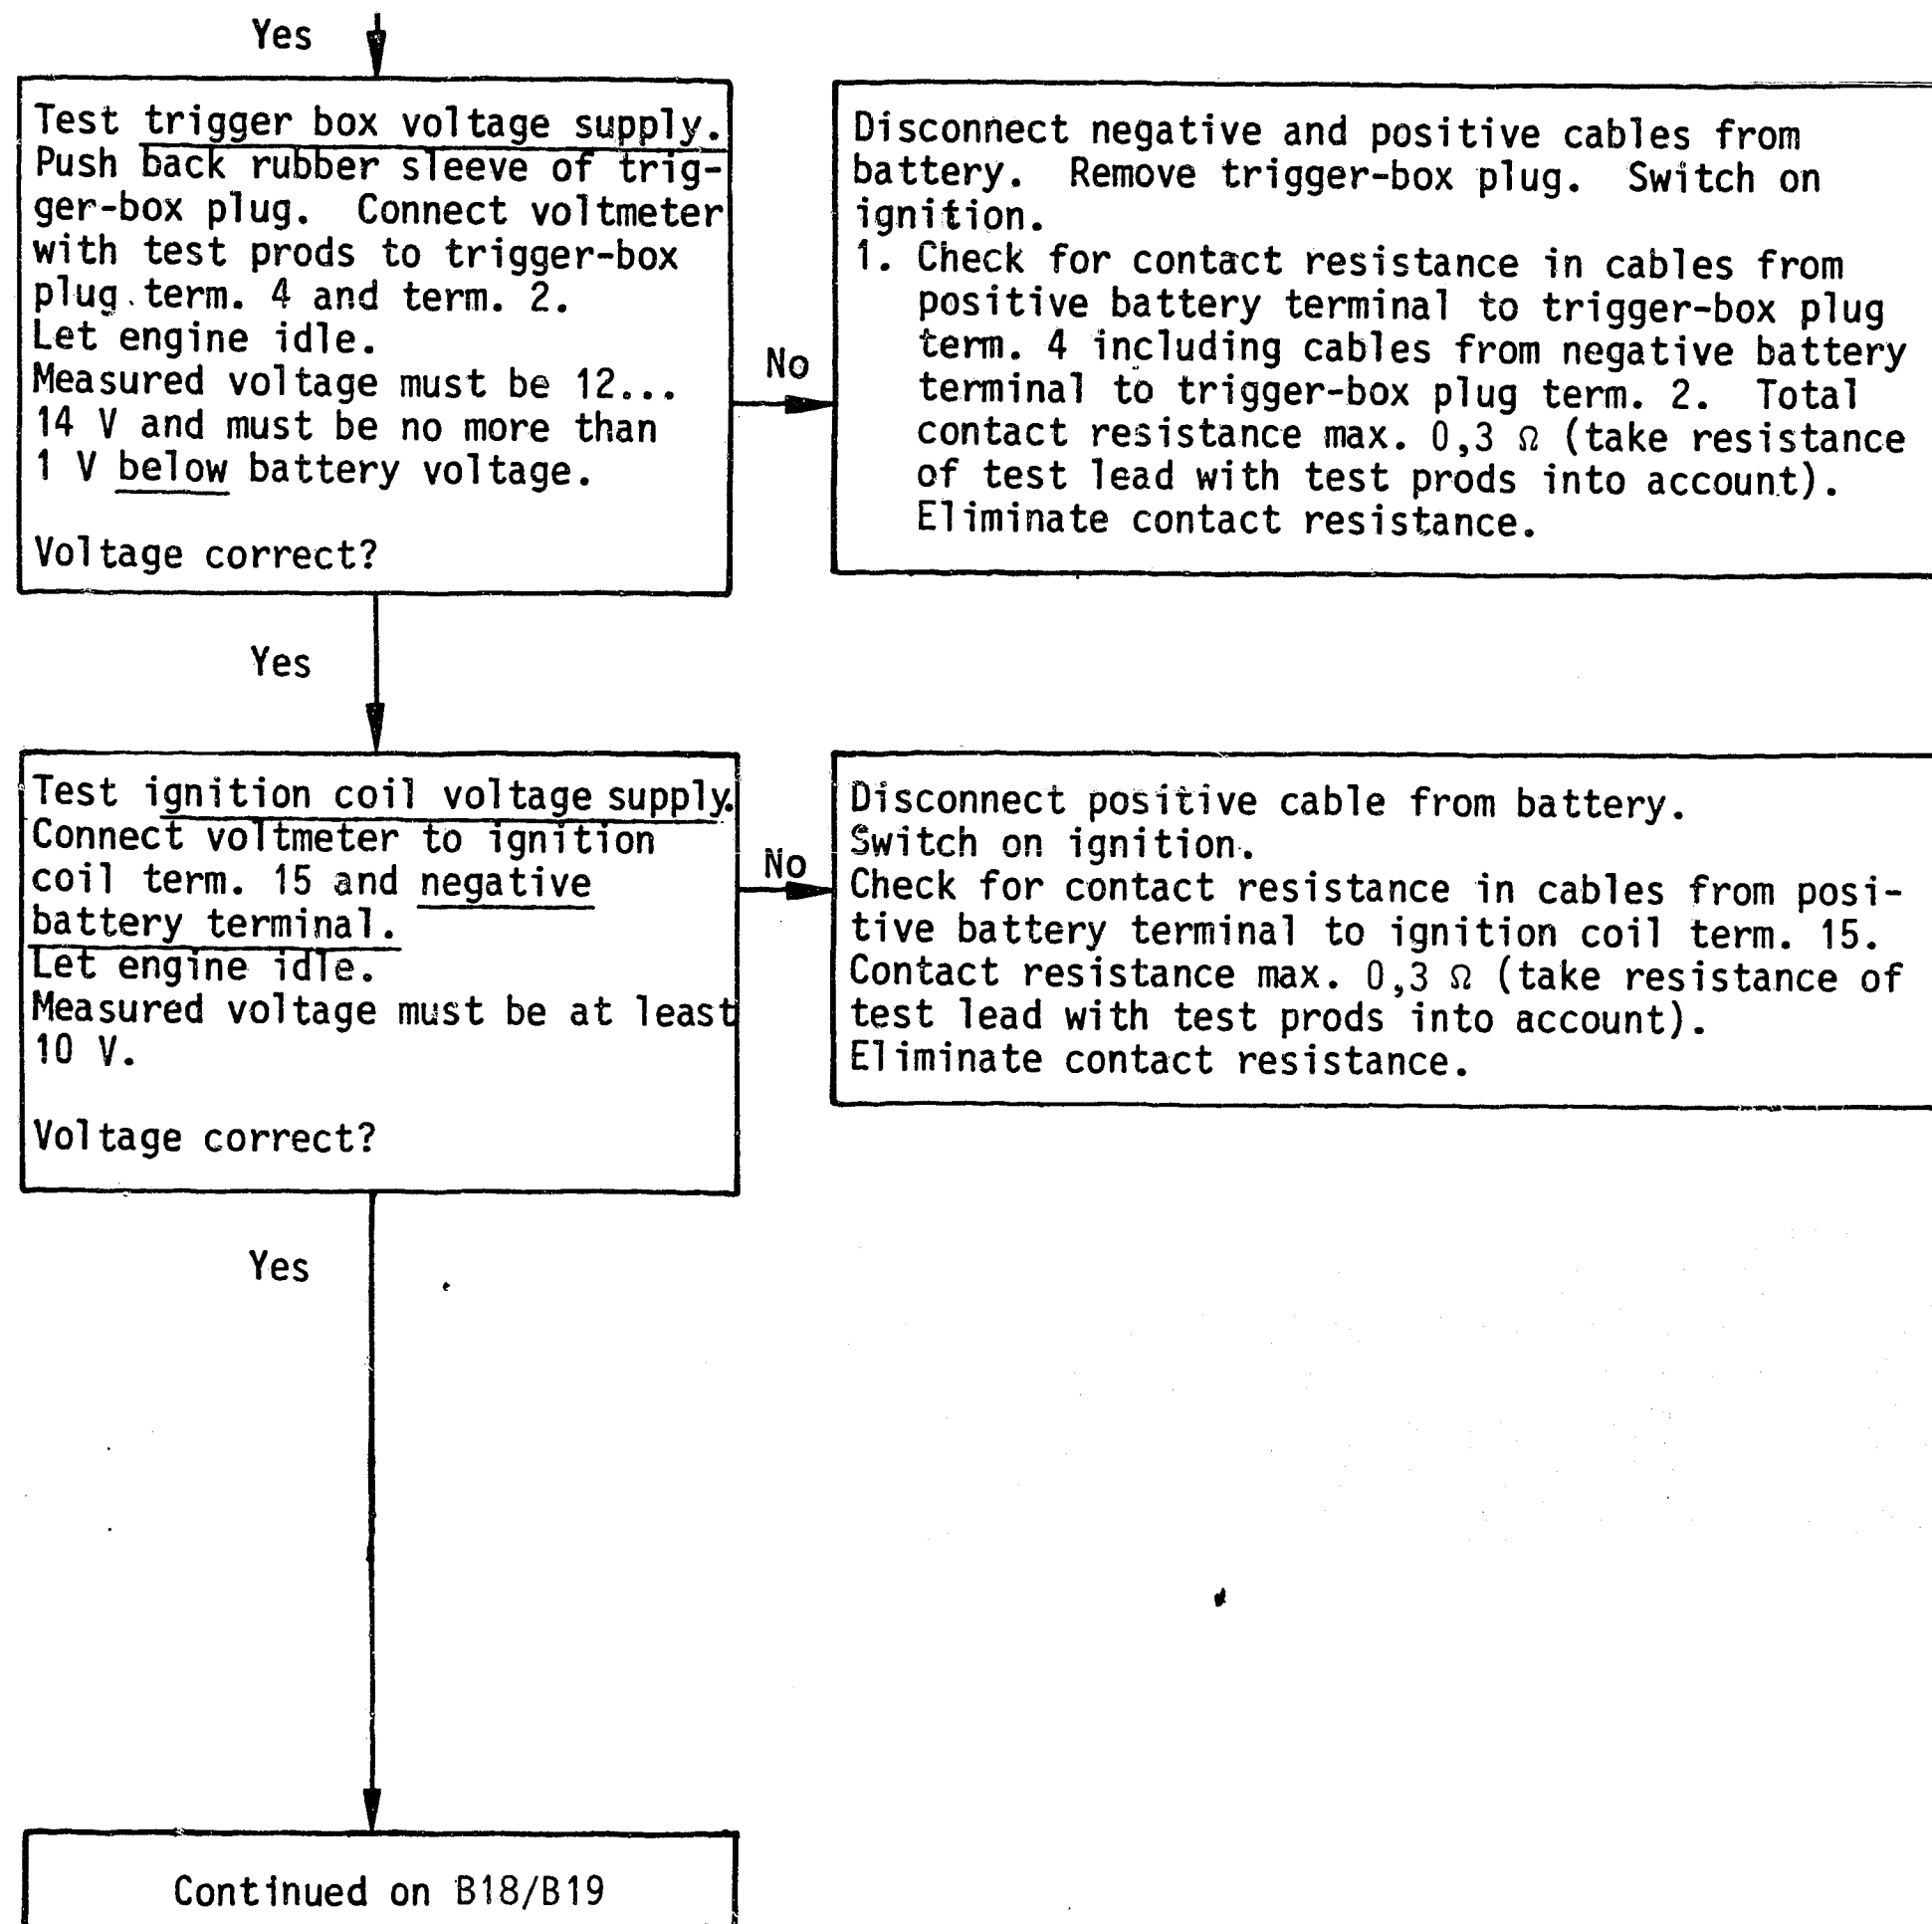 Yes
Test trigger box voltage supply.
Push back rubber sleeve of trig-
ger-box plug. Connect voltmeter
with test prods to trigger-box
plug term. 4 and term. 2.
Let engine idle.
Measured voltage must be 12...
14 V and must be no more than
1 V below battery voltage.
Voltage correct?
No
Disconnect negative and positive cables from
battery. Remove trigger-box plug. Switch on
ignition.
1. Check for contact resistance in cables from
positive battery terminal to trigger-box plug
term. 4 including cables from negative battery
terminal to trigger-box plug term. 2. Total
contact resistance max. 0,3 Ω (take resistance
of test lead with test prods into account).
Eliminate contact resistance.
Yes
Test ignition coil voltage supply.
Connect voltmeter to ignition
coil term. 15 and negative
battery terminal.
Let engine idle.
Measured voltage must be at least
10 V.
Voltage correct?
No
Disconnect positive cable from battery.
Switch on ignition.
Check for contact resistance in cables from posi-
tive battery terminal to ignition coil term. 15.
Contact resistance max. 0,3 Ω (take resistance of
test lead with test prods into account).
Eliminate contact resistance.
Yes
Continued on B18/B19